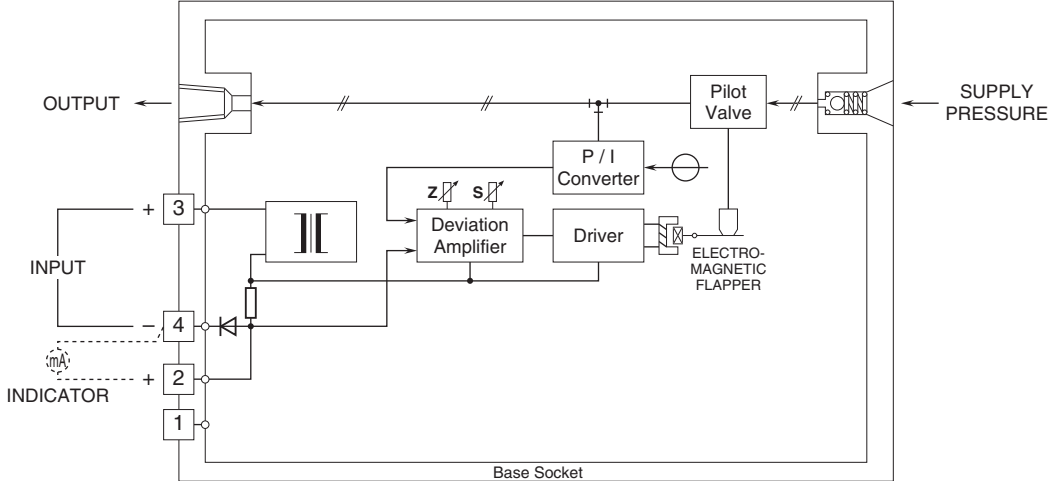 OUTPUT
Pilot
Valve
SUPPLY
PRESSURE
P / I
Converter
Z
S
+ 3
Deviation
Amplifier
Driver
ELECTRO-
MAGNETIC
FLAPPER
INPUT
– 4
mA
+ 2
INDICATOR
1
Base Socket